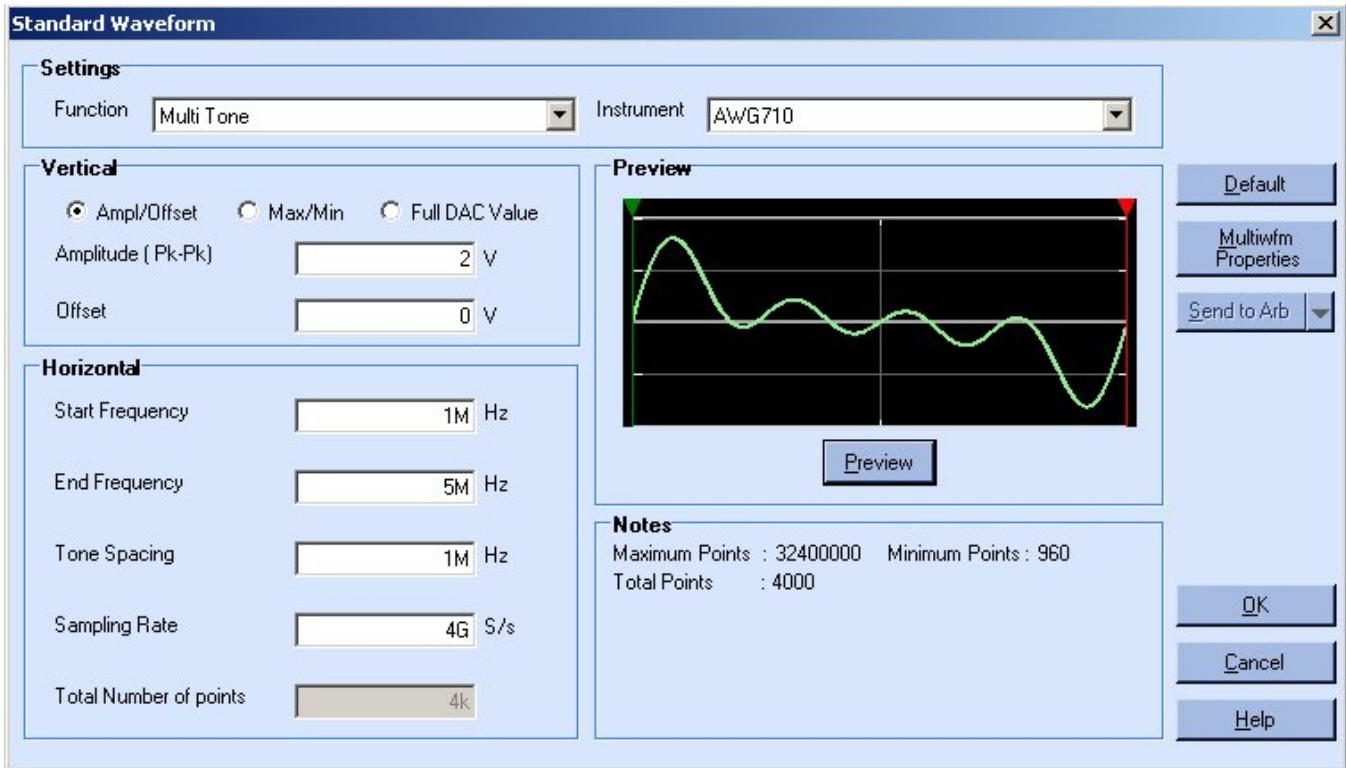 Standard Waveform
Settings
Function Multi Tone Instrument AWG710
Vertical
Ampl/Offset Max/Min Full DAC Value
Amplitude ( Pk-Pk) 2 V
Offset 0 V
Horizontal
Start Frequency 1M Hz
End Frequency 5M Hz
Tone Spacing 1M Hz
Sampling Rate 4G S/s
Total Number of points 4k
Preview
Preview
Notes
Maximum Points : 32400000 Minimum Points : 960
Total Points : 4000
Default
Multiwfm
Properties
Send to Arb
OK
Cancel
Help